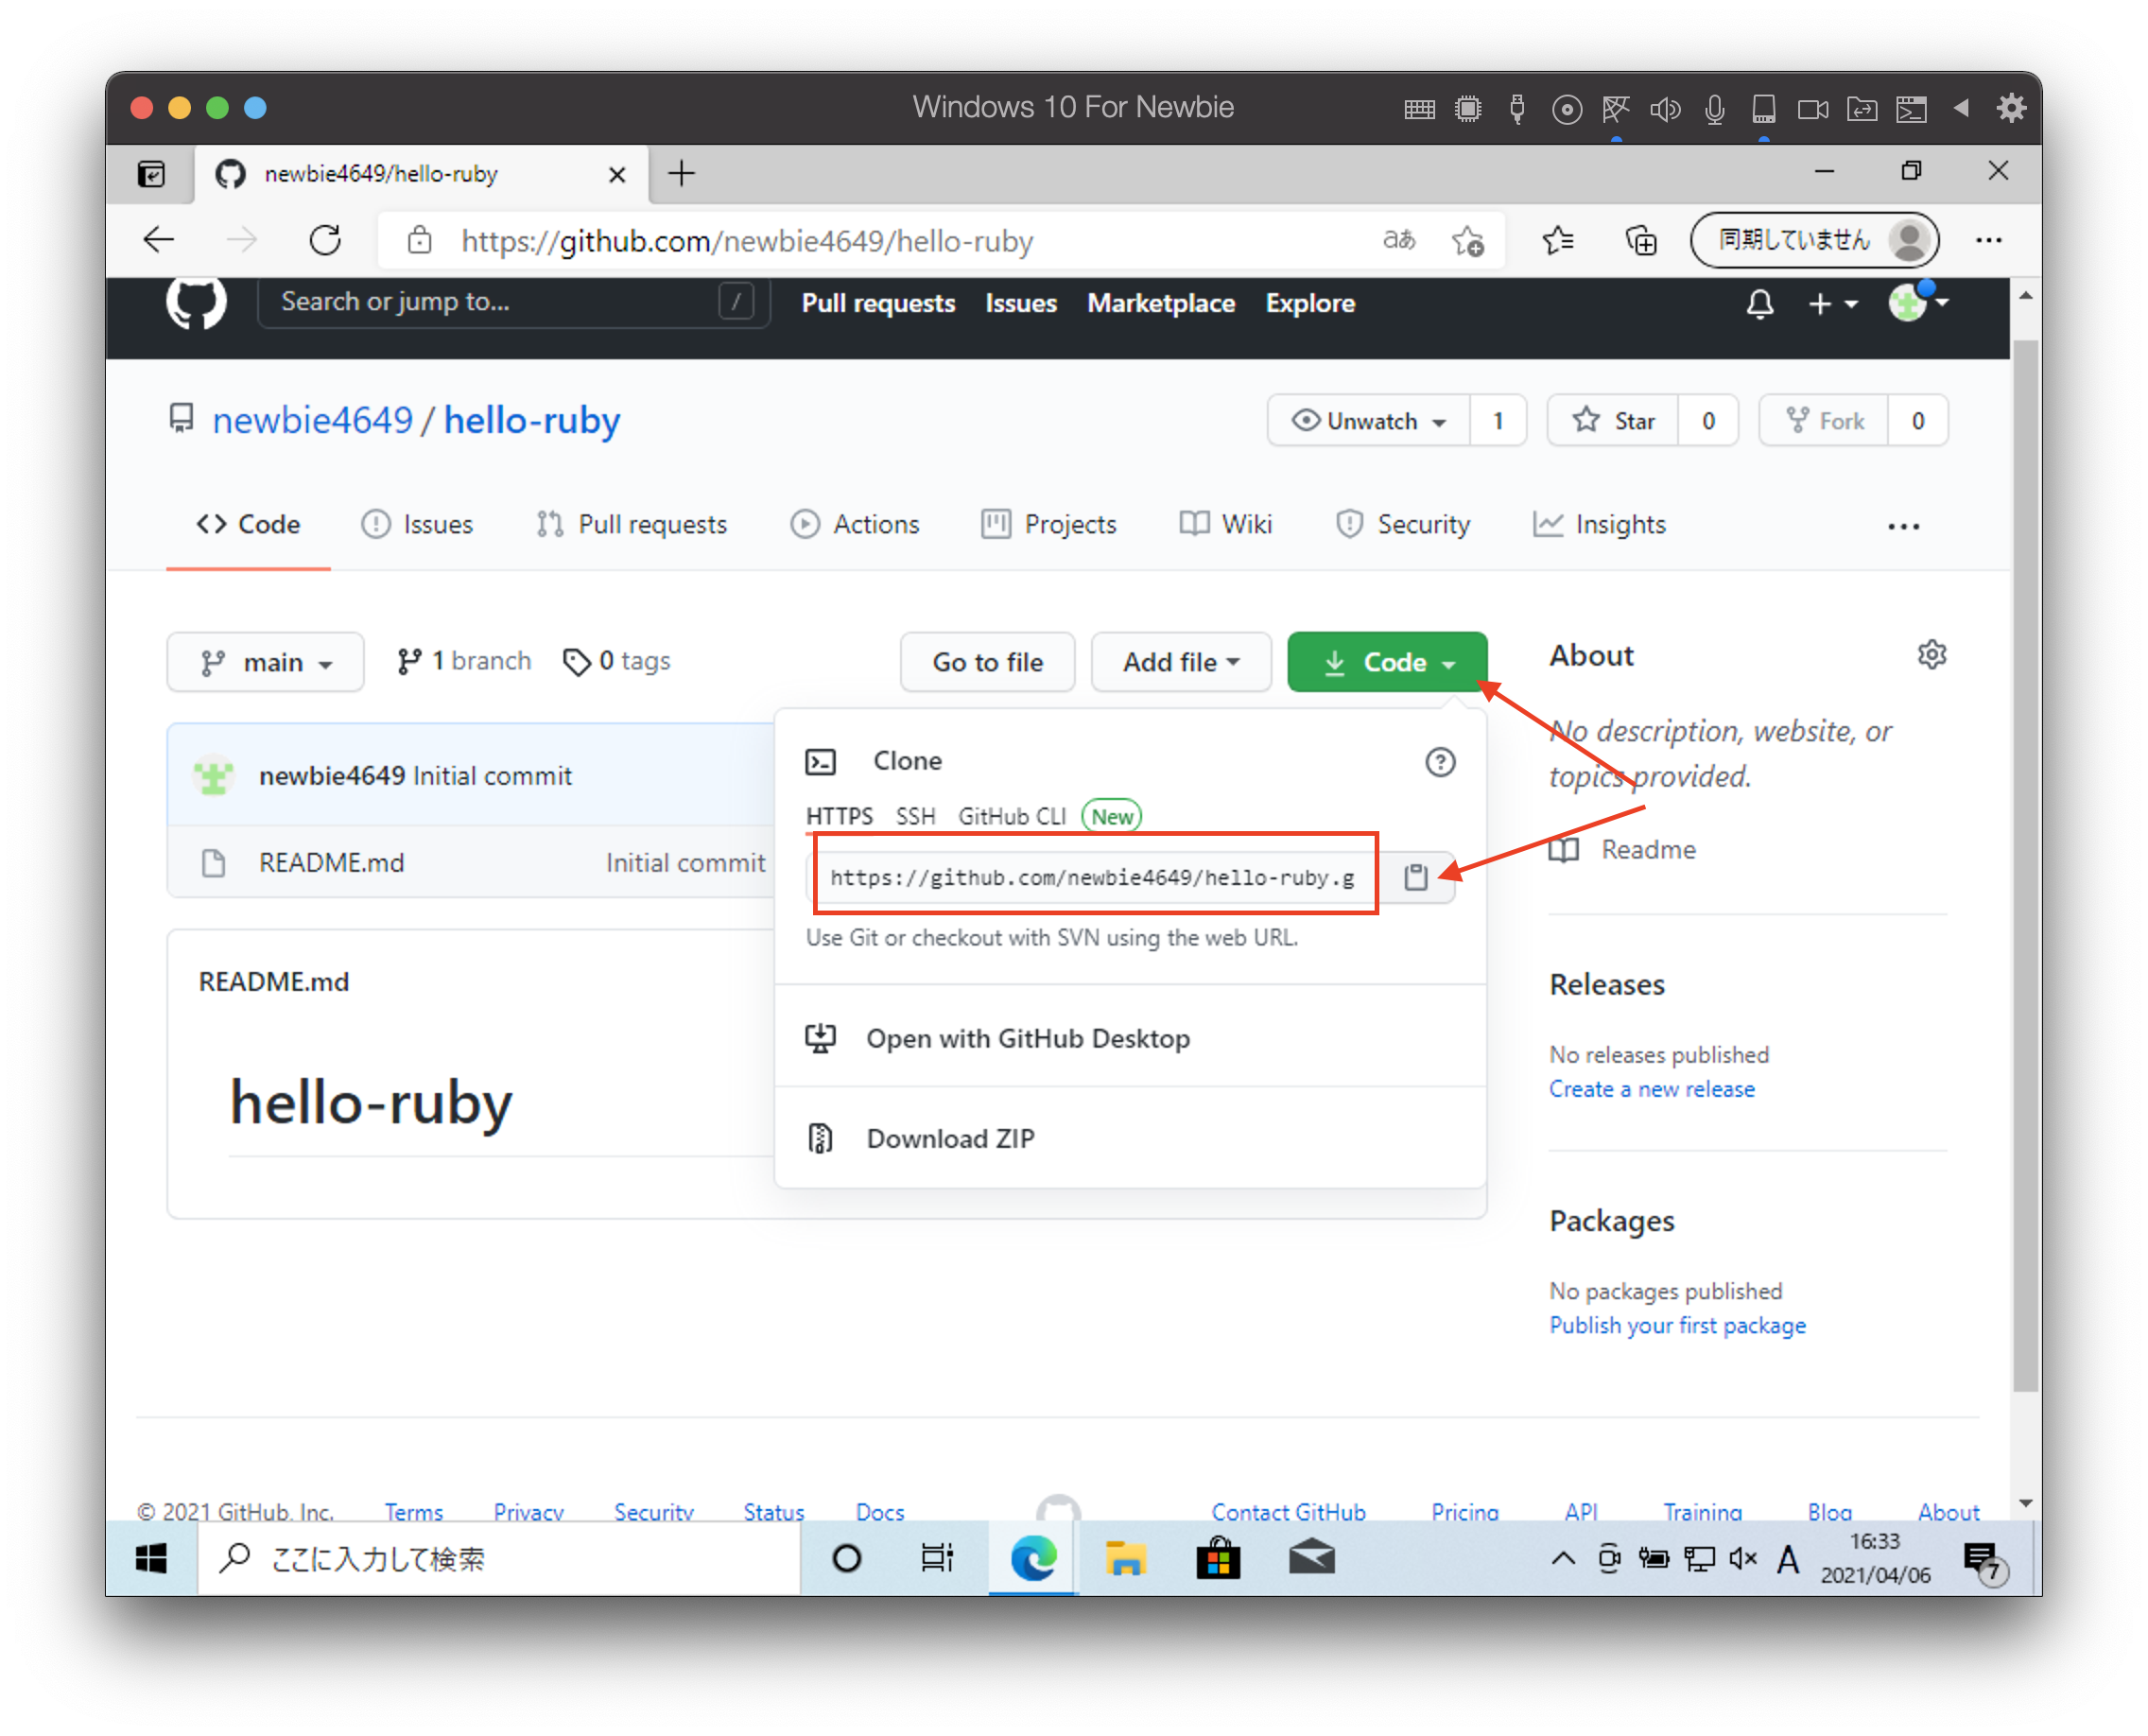 Windows 10 For Newbie
newbie4649/hello-ruby
https://github.com/newbie4649/hello-ruby
aあ
同期していません
Search or jump to...
/
Pull requests
Issues
Marketplace
Explore
newbie4649 / hello-ruby
Unwatch 1
Star 0
Fork 0
Code
Issues
Pull requests
Actions
Projects
Wiki
Security
Insights
main
1 branch
0 tags
Go to file
Add file
Code
About
No description, website, or
topics provided.
Readme
newbie4649 Initial commit
README.md
Initial commit
Clone
HTTPS
SSH
GitHub CLI
New
https://github.com/newbie4649/hello-ruby.g
Use Git or checkout with SVN using the web URL.
Open with GitHub Desktop
Download ZIP
README.md
hello-ruby
Releases
No releases published
Create a new release
Packages
No packages published
Publish your first package
© 2021 GitHub, Inc.
Terms
Privacy
Security
Status
Docs
Contact GitHub
Pricing
API
Training
Blog
About
ここに入力して検索
A
16:33
2021/04/06
7